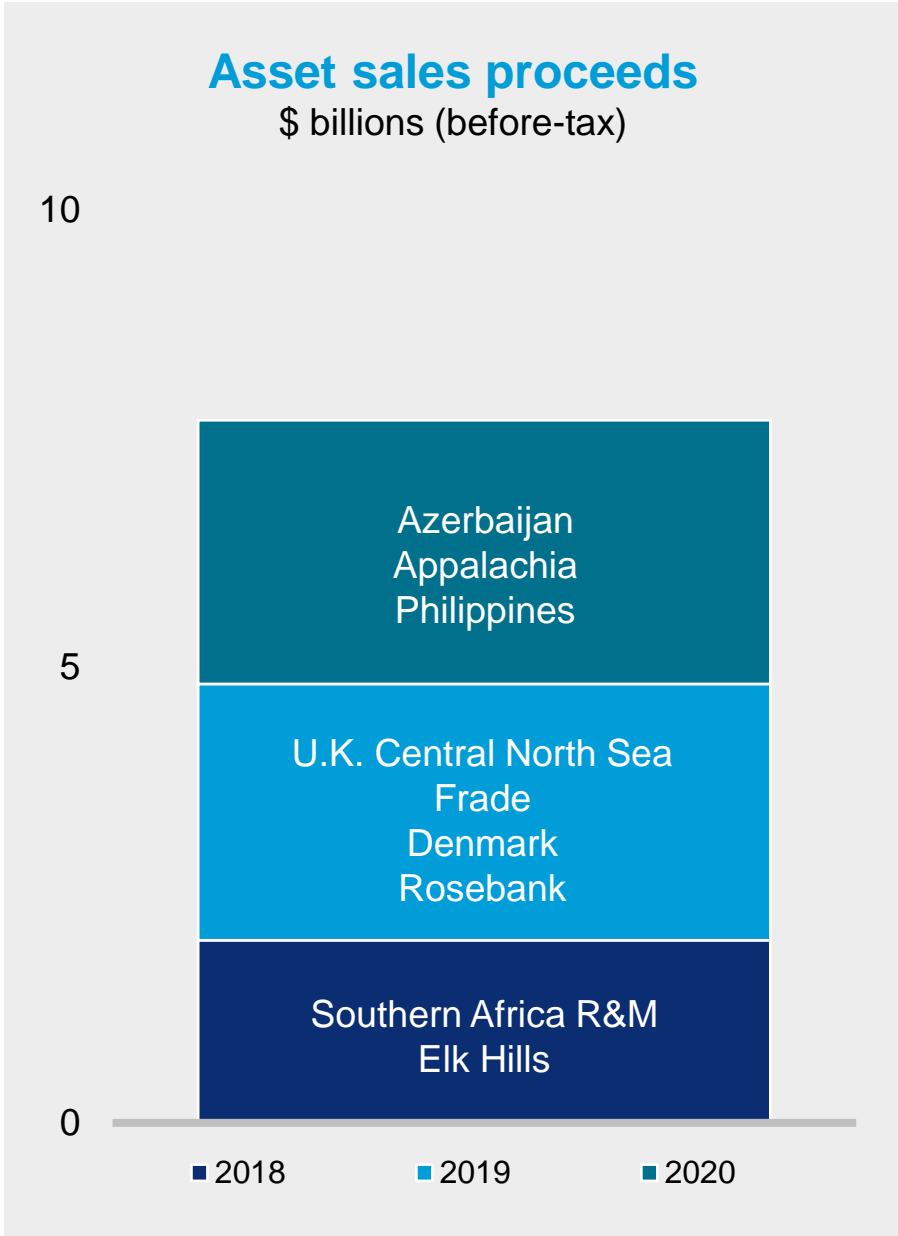 Asset sales proceeds
$ billions (before-tax)
10
Azerbaijan
Appalachia
Philippines
5
U.K. Central North Sea
Frade
Denmark
Rosebank
Southern Africa R&M
Elk Hills
0
2018 2019 2020